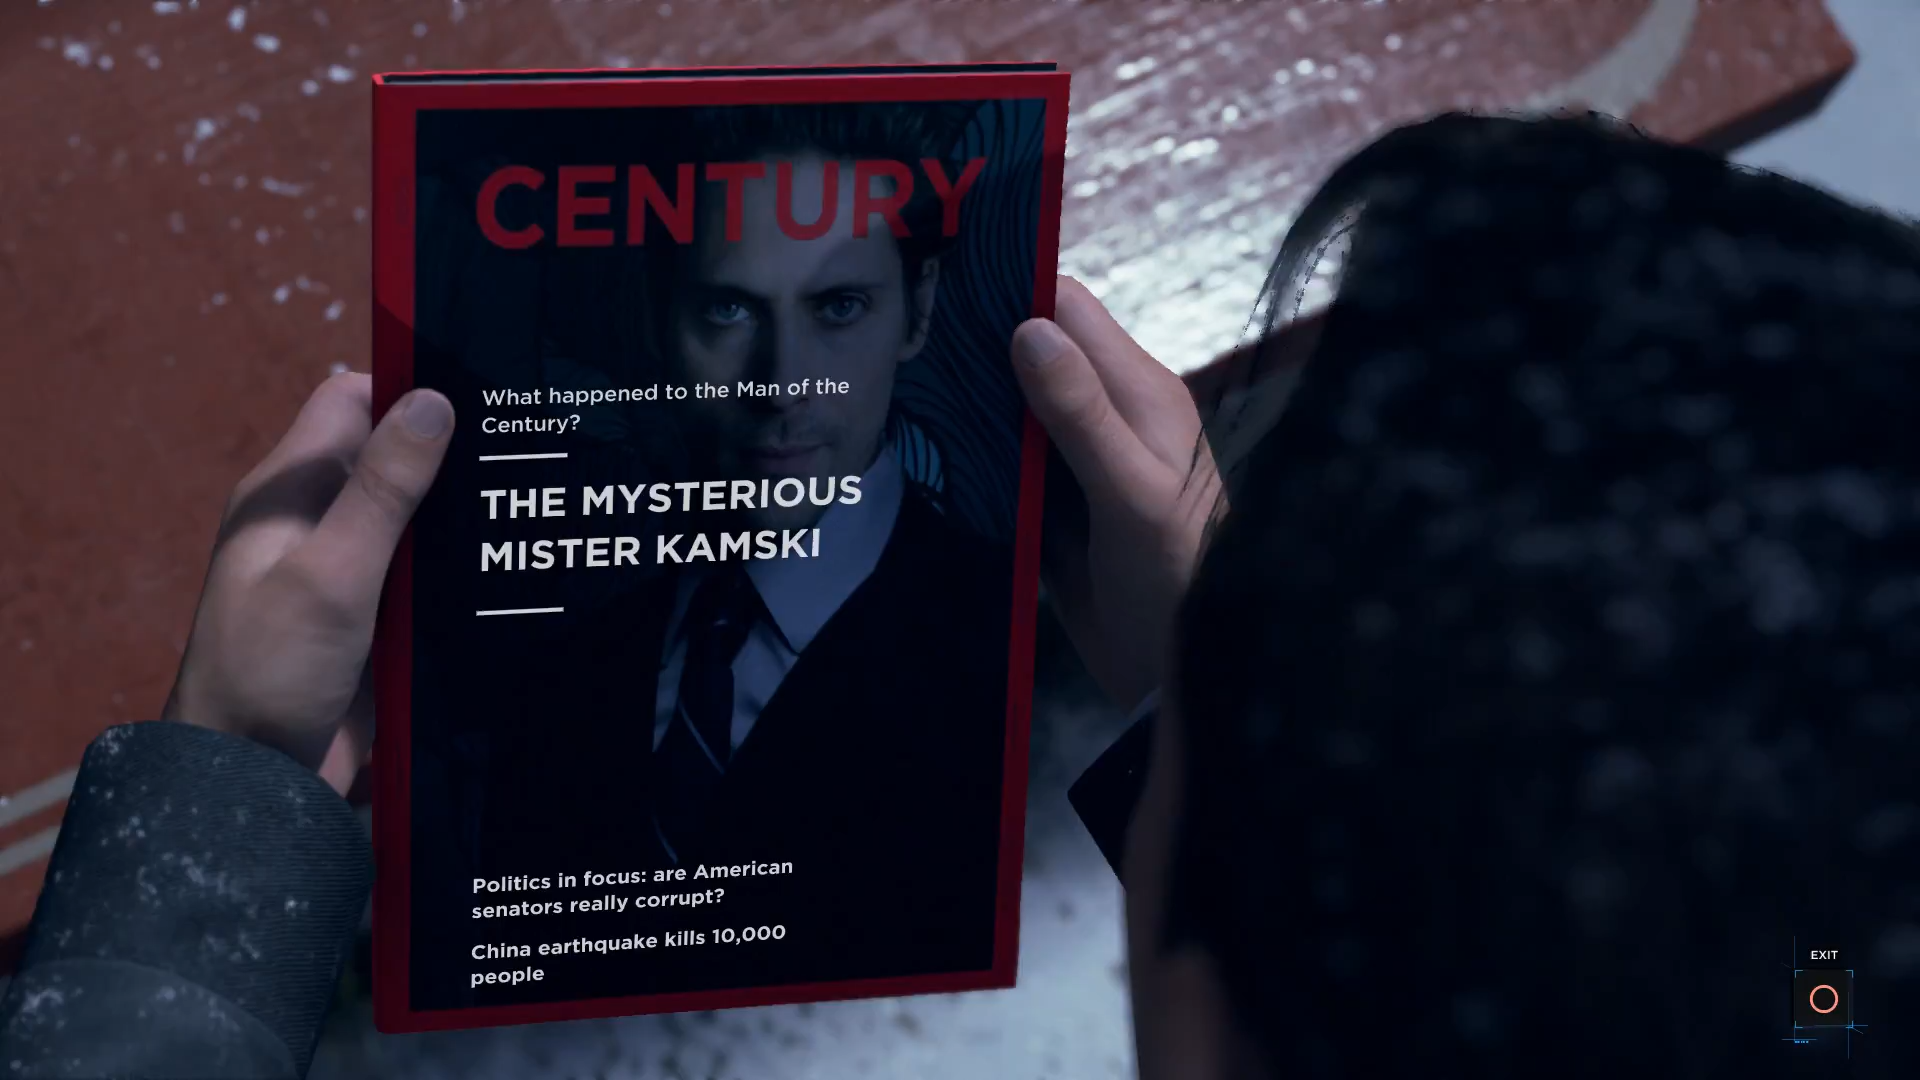 CENTURY
What happened to the Man of the
Century?
THE MYSTERIOUS
MISTER KAMSKI
Politics in focus: are American
senators really corrupt?
China earthquake kills 10,000
people
EXIT